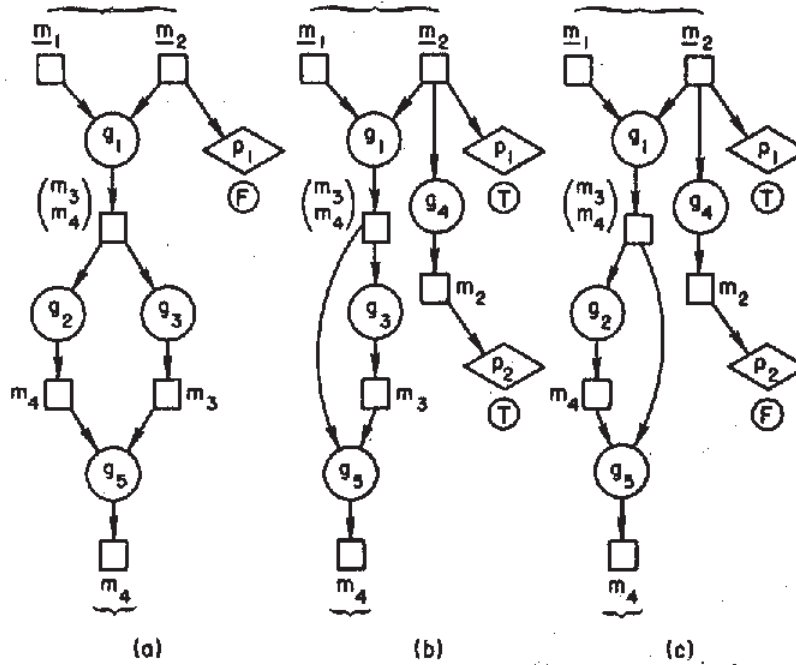 m1 m2 m1 m2 m1 m2
g1 p1 g1 p1 g1 p1
F T T
(m3 m4) (m3 m4) g4 (m3 m4) g4
m2 m2
g2 g3 g3 g2
p2 p2
m4 m3 m3 m4
T F
g5 g5 g5
m4 m4 m4
(a) (b) (c)